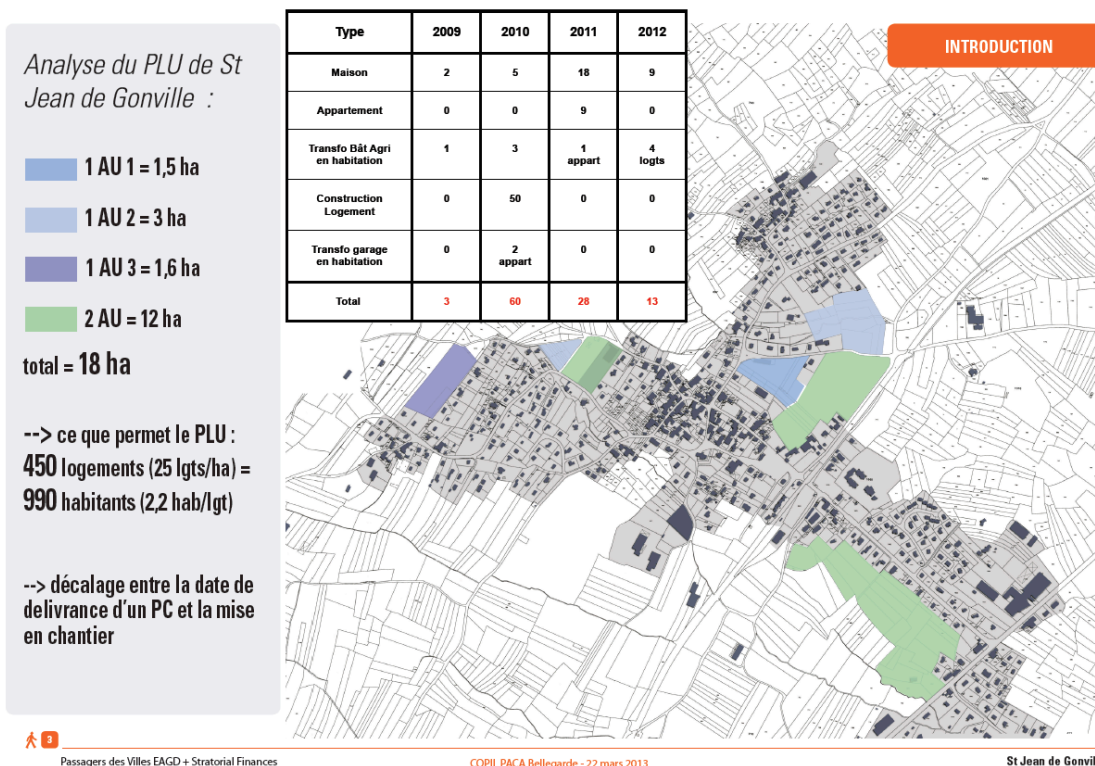 Analyse du PLU de St
Jean de Gonville :
1 AU 1 = 1,5 ha
1 AU 2 = 3 ha
1 AU 3 = 1,6 ha
2 AU = 12 ha
total = 18 ha
--> ce que permet le PLU :
450 logements (25 lgts/ha) =
990 habitants (2,2 hab/lgt)
--> décalage entre la date de
delivrance d'un PC et la mise
en chantier
Type 2009 2010 2011 2012
Maison 2 5 18 9
Appartement 0 0 9 0
Transfo Bât Agri en habitation 1 3 1 appart 4 logts
Construction Logement 0 50 0 0
Transfo garage en habitation 0 2 appart 0 0
Total 3 60 28 13
INTRODUCTION
3
Passagers des Villes EAGD + Stratorial Finances
COPIL PACA Bellegarde - 22 mars 2013
St Jean de Gonvil